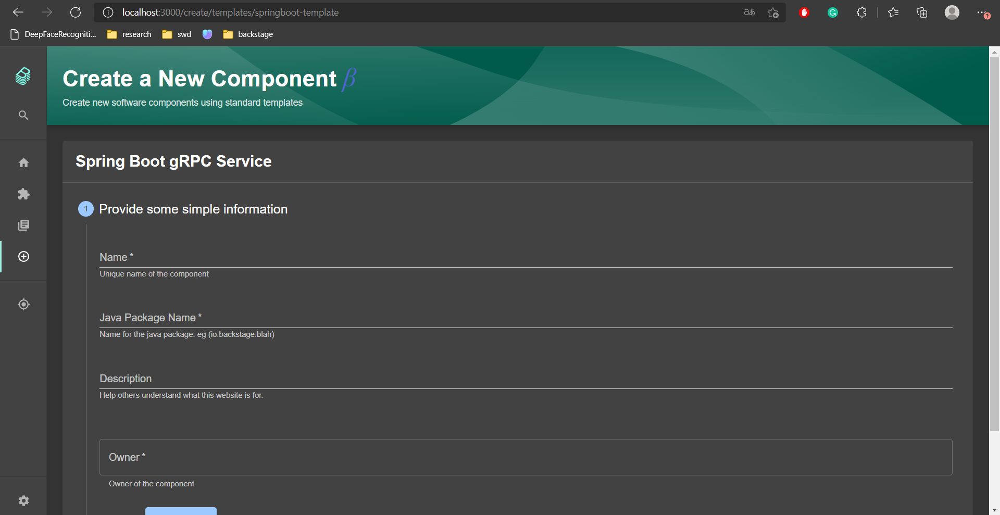 localhost:3000/create/templates/springboot-template
DeepFaceRecogniti... research swd backstage
Create a New Component β
Create new software components using standard templates
Spring Boot gRPC Service
1 Provide some simple information
Name *
Unique name of the component
Java Package Name *
Name for the java package. eg (io.backstage.blah)
Description
Help others understand what this website is for.
Owner *
Owner of the component